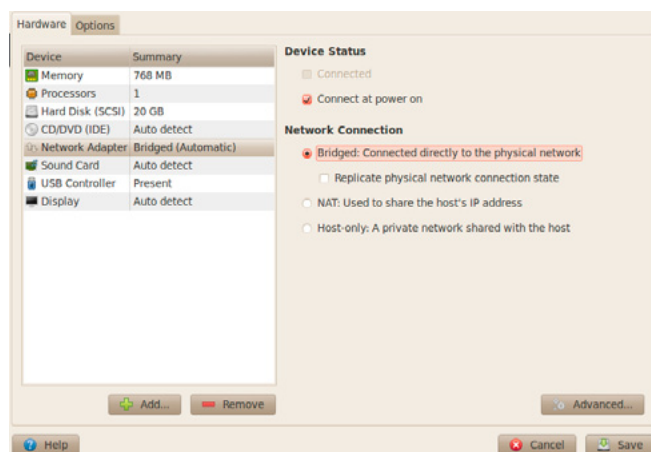 Hardware Options
Device Summary
Memory 768 MB
Processors 1
Hard Disk (SCSI) 20 GB
CD/DVD (IDE) Auto detect
Network Adapter Bridged (Automatic)
Sound Card Auto detect
USB Controller Present
Display Auto detect
Add... Remove
Device Status
Connected
Connect at power on
Network Connection
Bridged: Connected directly to the physical network
Replicate physical network connection state
NAT: Used to share the host's IP address
Host-only: A private network shared with the host
Advanced...
Help Cancel Save